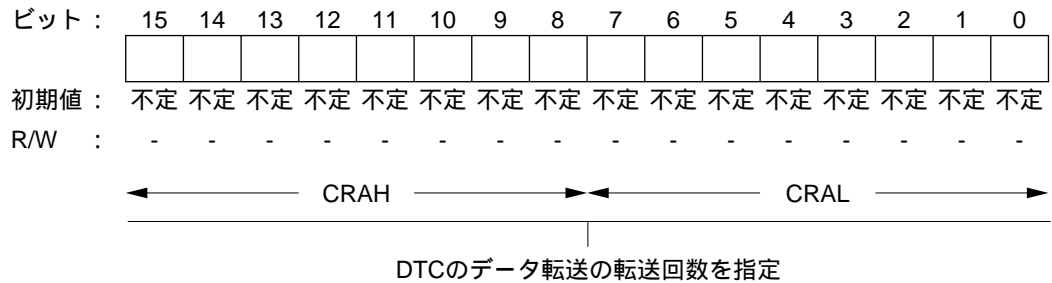 ビット : 15 14 13 12 11 10 9 8 7 6 5 4 3 2 1 0
初期値 : 不定 不定 不定 不定 不定 不定 不定 不定 不定 不定 不定 不定 不定 不定 不定 不定
R/W : - - - - - - - - - - - - - - - -
CRAH CRAL
DTCのデータ転送の転送回数を指定